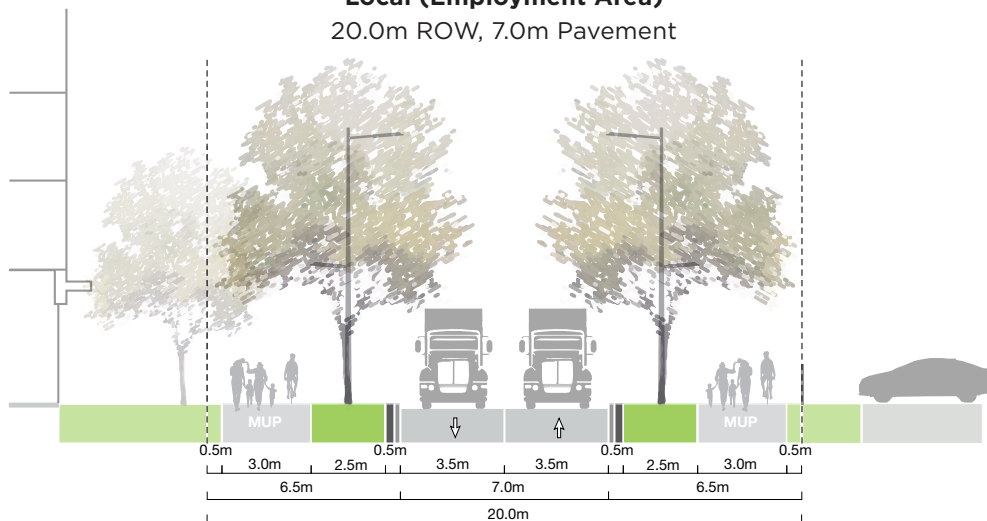 Local (Employment Area)
20.0m ROW, 7.0m Pavement
MUP MUP
0.5m 0.5m 0.5m 0.5m
3.0m 2.5m 3.5m 3.5m 2.5m 3.0m
6.5m 7.0m 6.5m
20.0m